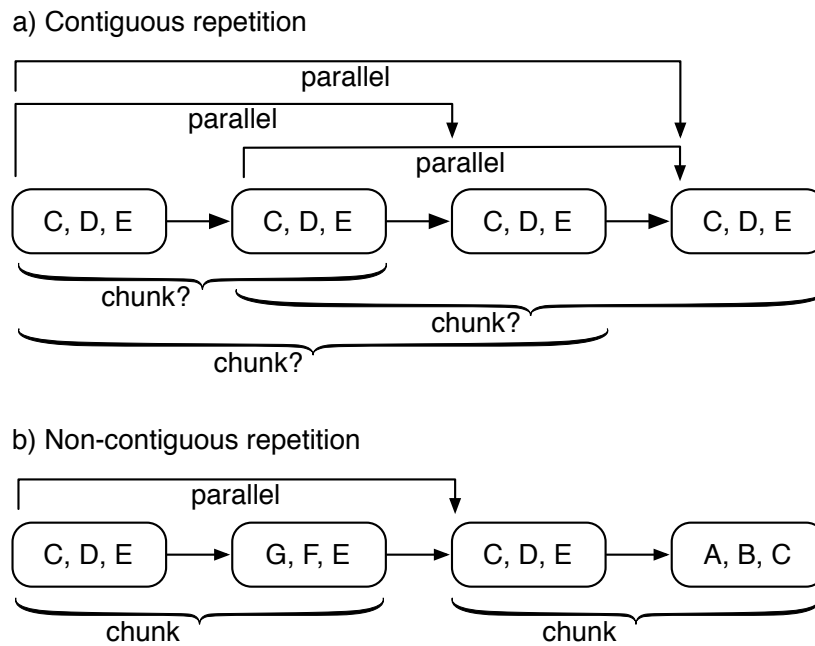 a) Contiguous repetition
parallel
parallel
parallel
C, D, E
C, D, E
C, D, E
C, D, E
chunk?
chunk?
chunk?
b) Non-contiguous repetition
parallel
C, D, E
G, F, E
C, D, E
A, B, C
chunk
chunk